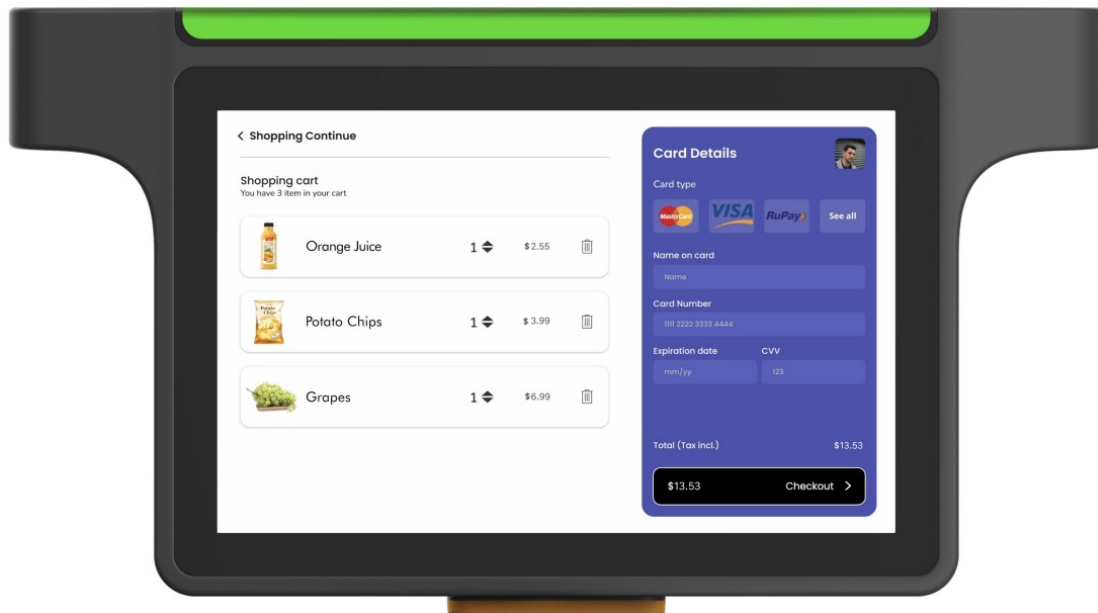 Shopping Continue
Shopping cart
You have 3 item in your cart
Orange Juice
1
$2.55
Potato Chips
1
$3.99
Grapes
1
$6.99
Card Details
Card type
MasterCard
VISA
RuPay
See all
Name on card
Name
Card Number
1111 2222 3333 4444
Expiration date
CVV
mm/yy
123
Total (Tax incl.)
$13.53
$13.53
Checkout
Potato
Chips